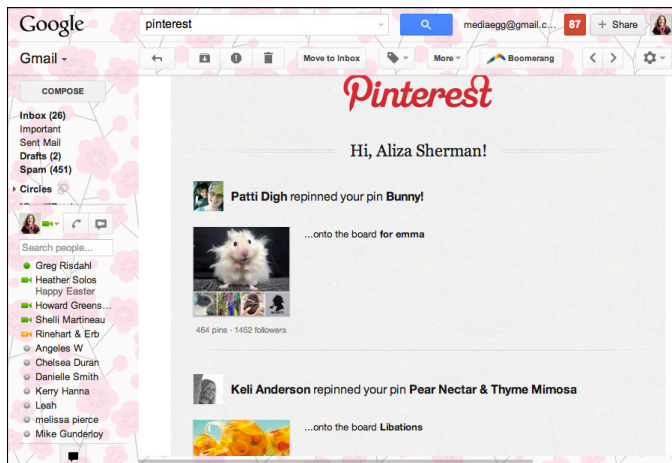 Google
pinterest
mediaegg@gmail.c...
87
+ Share
Gmail
Move to Inbox
More
Boomerang
COMPOSE
Inbox (26)
Important
Sent Mail
Drafts (2)
Spam (451)
Circles
Search people...
Greg Risdahl
Heather Solos
Happy Easter
Howard Greens...
Shelli Martineau
Rinehart & Erb
Angeles W
Chelsea Duran
Danielle Smith
Kerry Hanna
Leah
melissa pierce
Mike Gunderloy
Pinterest
Hi, Aliza Sherman!
Patti Digh repinned your pin Bunny!
...onto the board for emma
464 pins · 1452 followers
Keli Anderson repinned your pin Pear Nectar & Thyme Mimosa
...onto the board Libations